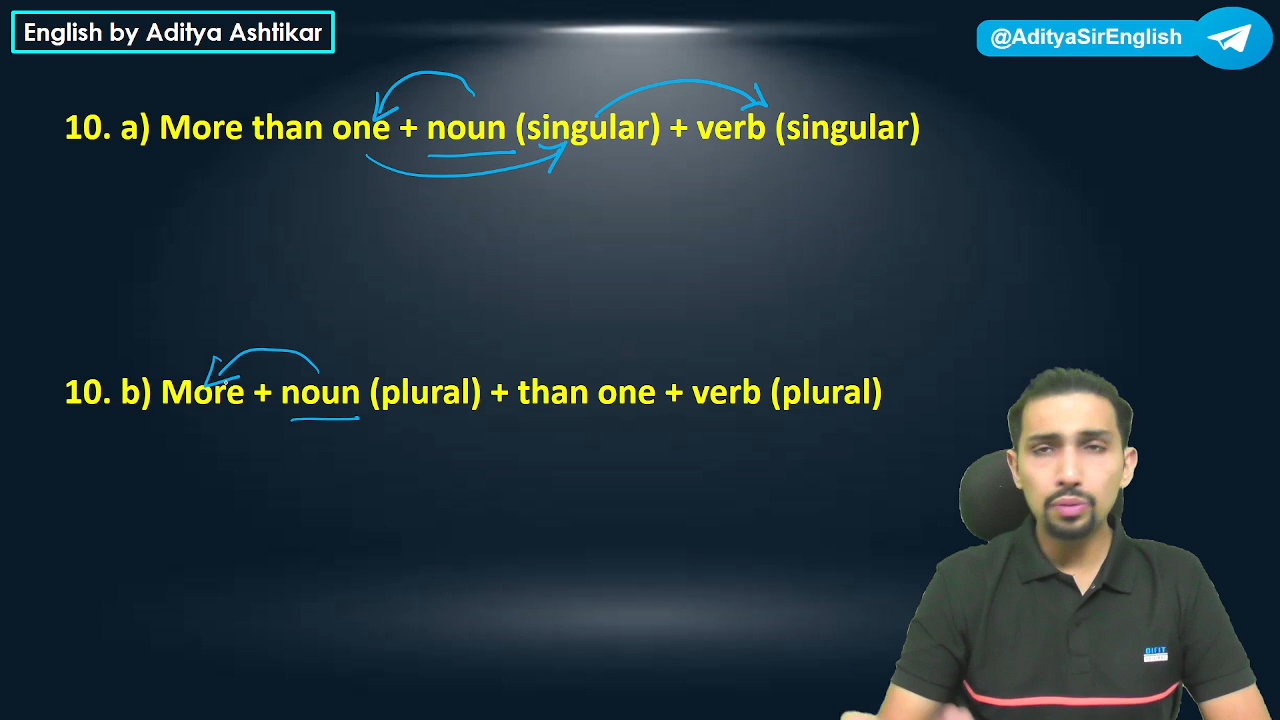 English by Aditya Ashtikar
@AdityaSirEnglish
10. a) More than one + noun (singular) + verb (singular)
10. b) More + noun (plural) + than one + verb (plural)